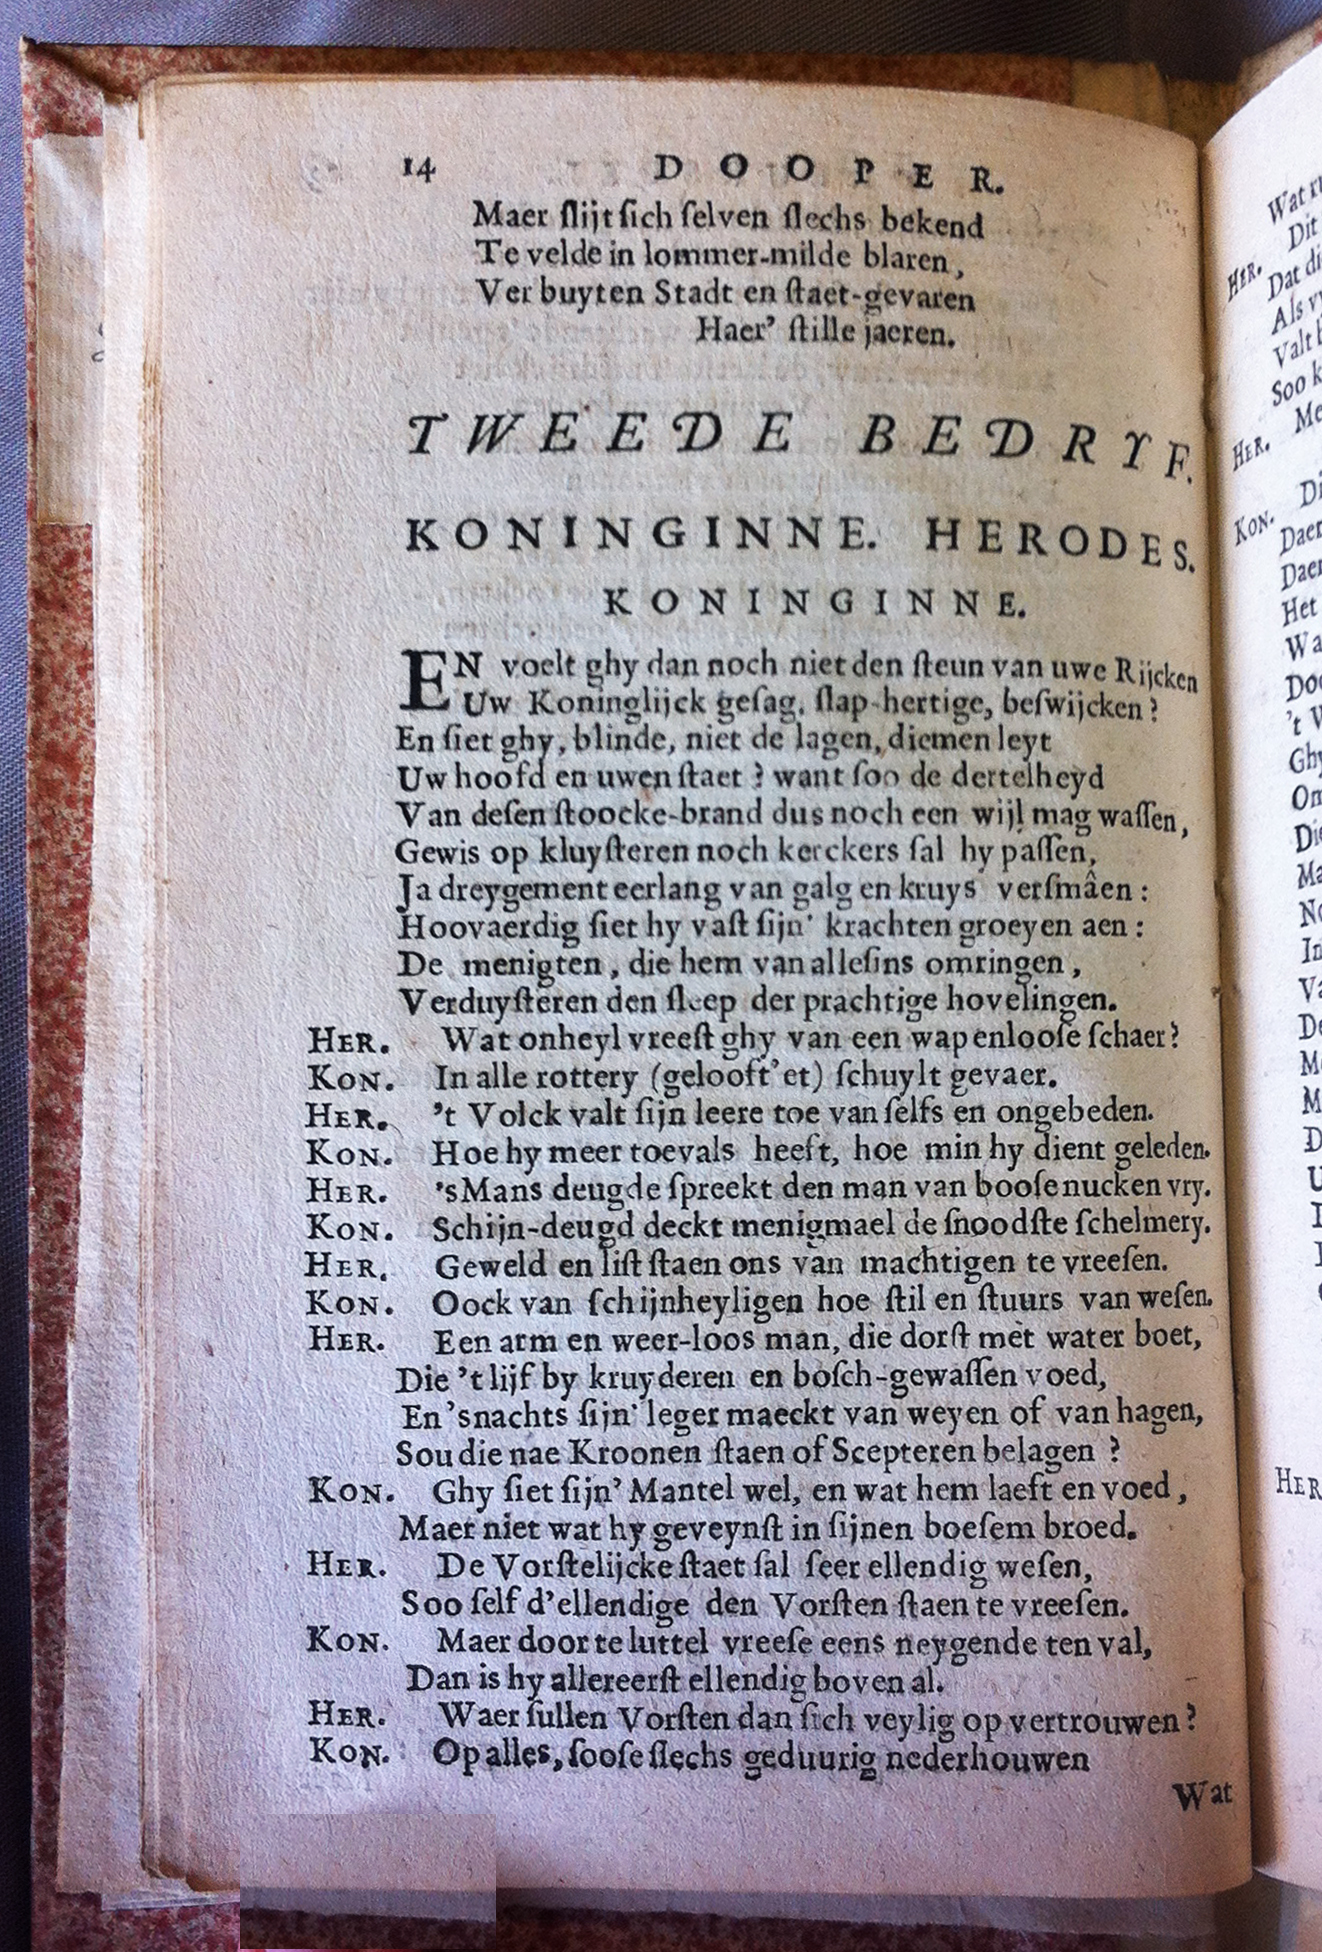 14 DOOPER.
Maer ſlijt ſich ſelven ſlechs bekend
Te velde in lommer-milde blaren,
Ver buyten Stadt en ſtaet-gevaren
Haer' ſtille jaeren.
TWEEDE BEDRYF.
KONINGINNE. HERODES.
KONINGINNE.
EN voelt ghy dan noch niet den ſteun van uwe Rijcken
Uw Koninglijck geſag, ſlap-hertige, beſwijcken?
En ſiet ghy, blinde, niet de lagen, diemen leyt
Uw hoofd en uwen ſtaet? want ſoo de dertelheyd
Van deſen ſtoocke-brand dus noch een wijl mag waſſen,
Gewis op kluyſteren noch kerckers ſal hy paſſen,
Ja dreygement eerlang van galg en kruys verſmâen:
Hoovaerdig ſiet hy vaſt ſijn' krachten groeyen aen:
De menigten, die hem van alleſins omringen,
Verduyſteren den ſleep der prachtige hovelingen.
HER. Wat onheyl vreeſt ghy van een wapenlooſe ſchaer?
KON. In alle rottery (gelooft'et) ſchuylt gevaer.
HER. 't Volck valt ſijn leere toe van ſelfs en ongebeden.
KON. Hoe hy meer toevals heeft, hoe min hy dient geleden.
HER. 'sMans deugde ſpreekt den man van booſe nucken vry.
KON. Schijn-deugd deckt menigmael de ſnoodſte ſchelmery.
HER. Geweld en liſt ſtaen ons van machtigen te vreeſen.
KON. Oock van ſchijnheyligen hoe ſtil en ſtuurs van weſen.
HER. Een arm en weer-loos man, die dorſt met water boet,
Die 't lijf by kruyderen en boſch-gewaſſen voed,
En 'snachts ſijn' leger maeckt van weyen of van hagen,
Sou die nae Kroonen ſtaen of Scepteren belagen?
KON. Ghy ſiet ſijn' Mantel wel, en wat hem laeft en voed,
Maer niet wat hy geveynſt in ſijnen boeſem broed.
HER. De Vorſtelijcke ſtaet ſal ſeer ellendig weſen,
Soo ſelf d'ellendige den Vorſten ſtaen te vreeſen.
KON. Maer door te luttel vreeſe eens neygende ten val,
Dan is hy allereerſt ellendig boven al.
HER. Waer ſullen Vorſten dan ſich veylig op vertrouwen?
KON. Op alles, ſooſe ſlechs geduurig nederhouwen
Wat
Dit
HER. Dat
Als
Valt
Soo
HER.
KON. Daer
Het
HER